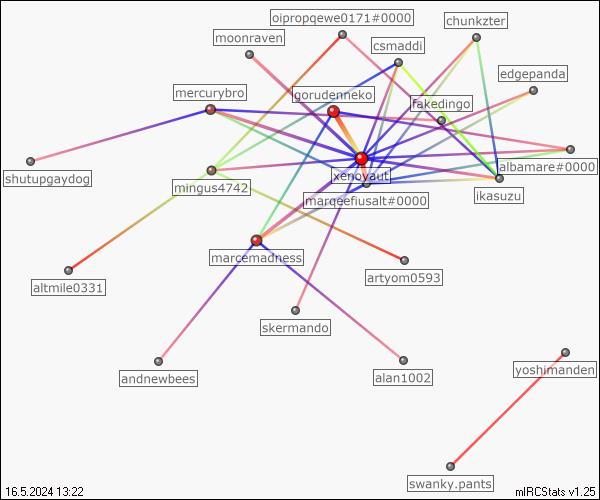 oipropqewe0171#0000
chunkzter
moonraven
csmaddi
edgepanda
mercurybro
gorudenneko
fakedingo
shutupgaydog
mingus4742
xenoyaut
albamare#0000
marqeefiusalt#0000
ikasuzu
marcemadness
altmile0331
artyom0593
skermando
andnewbees
alan1002
yoshimanden
swanky.pants
16.5.2024 13:22
mIRCStats v1.25